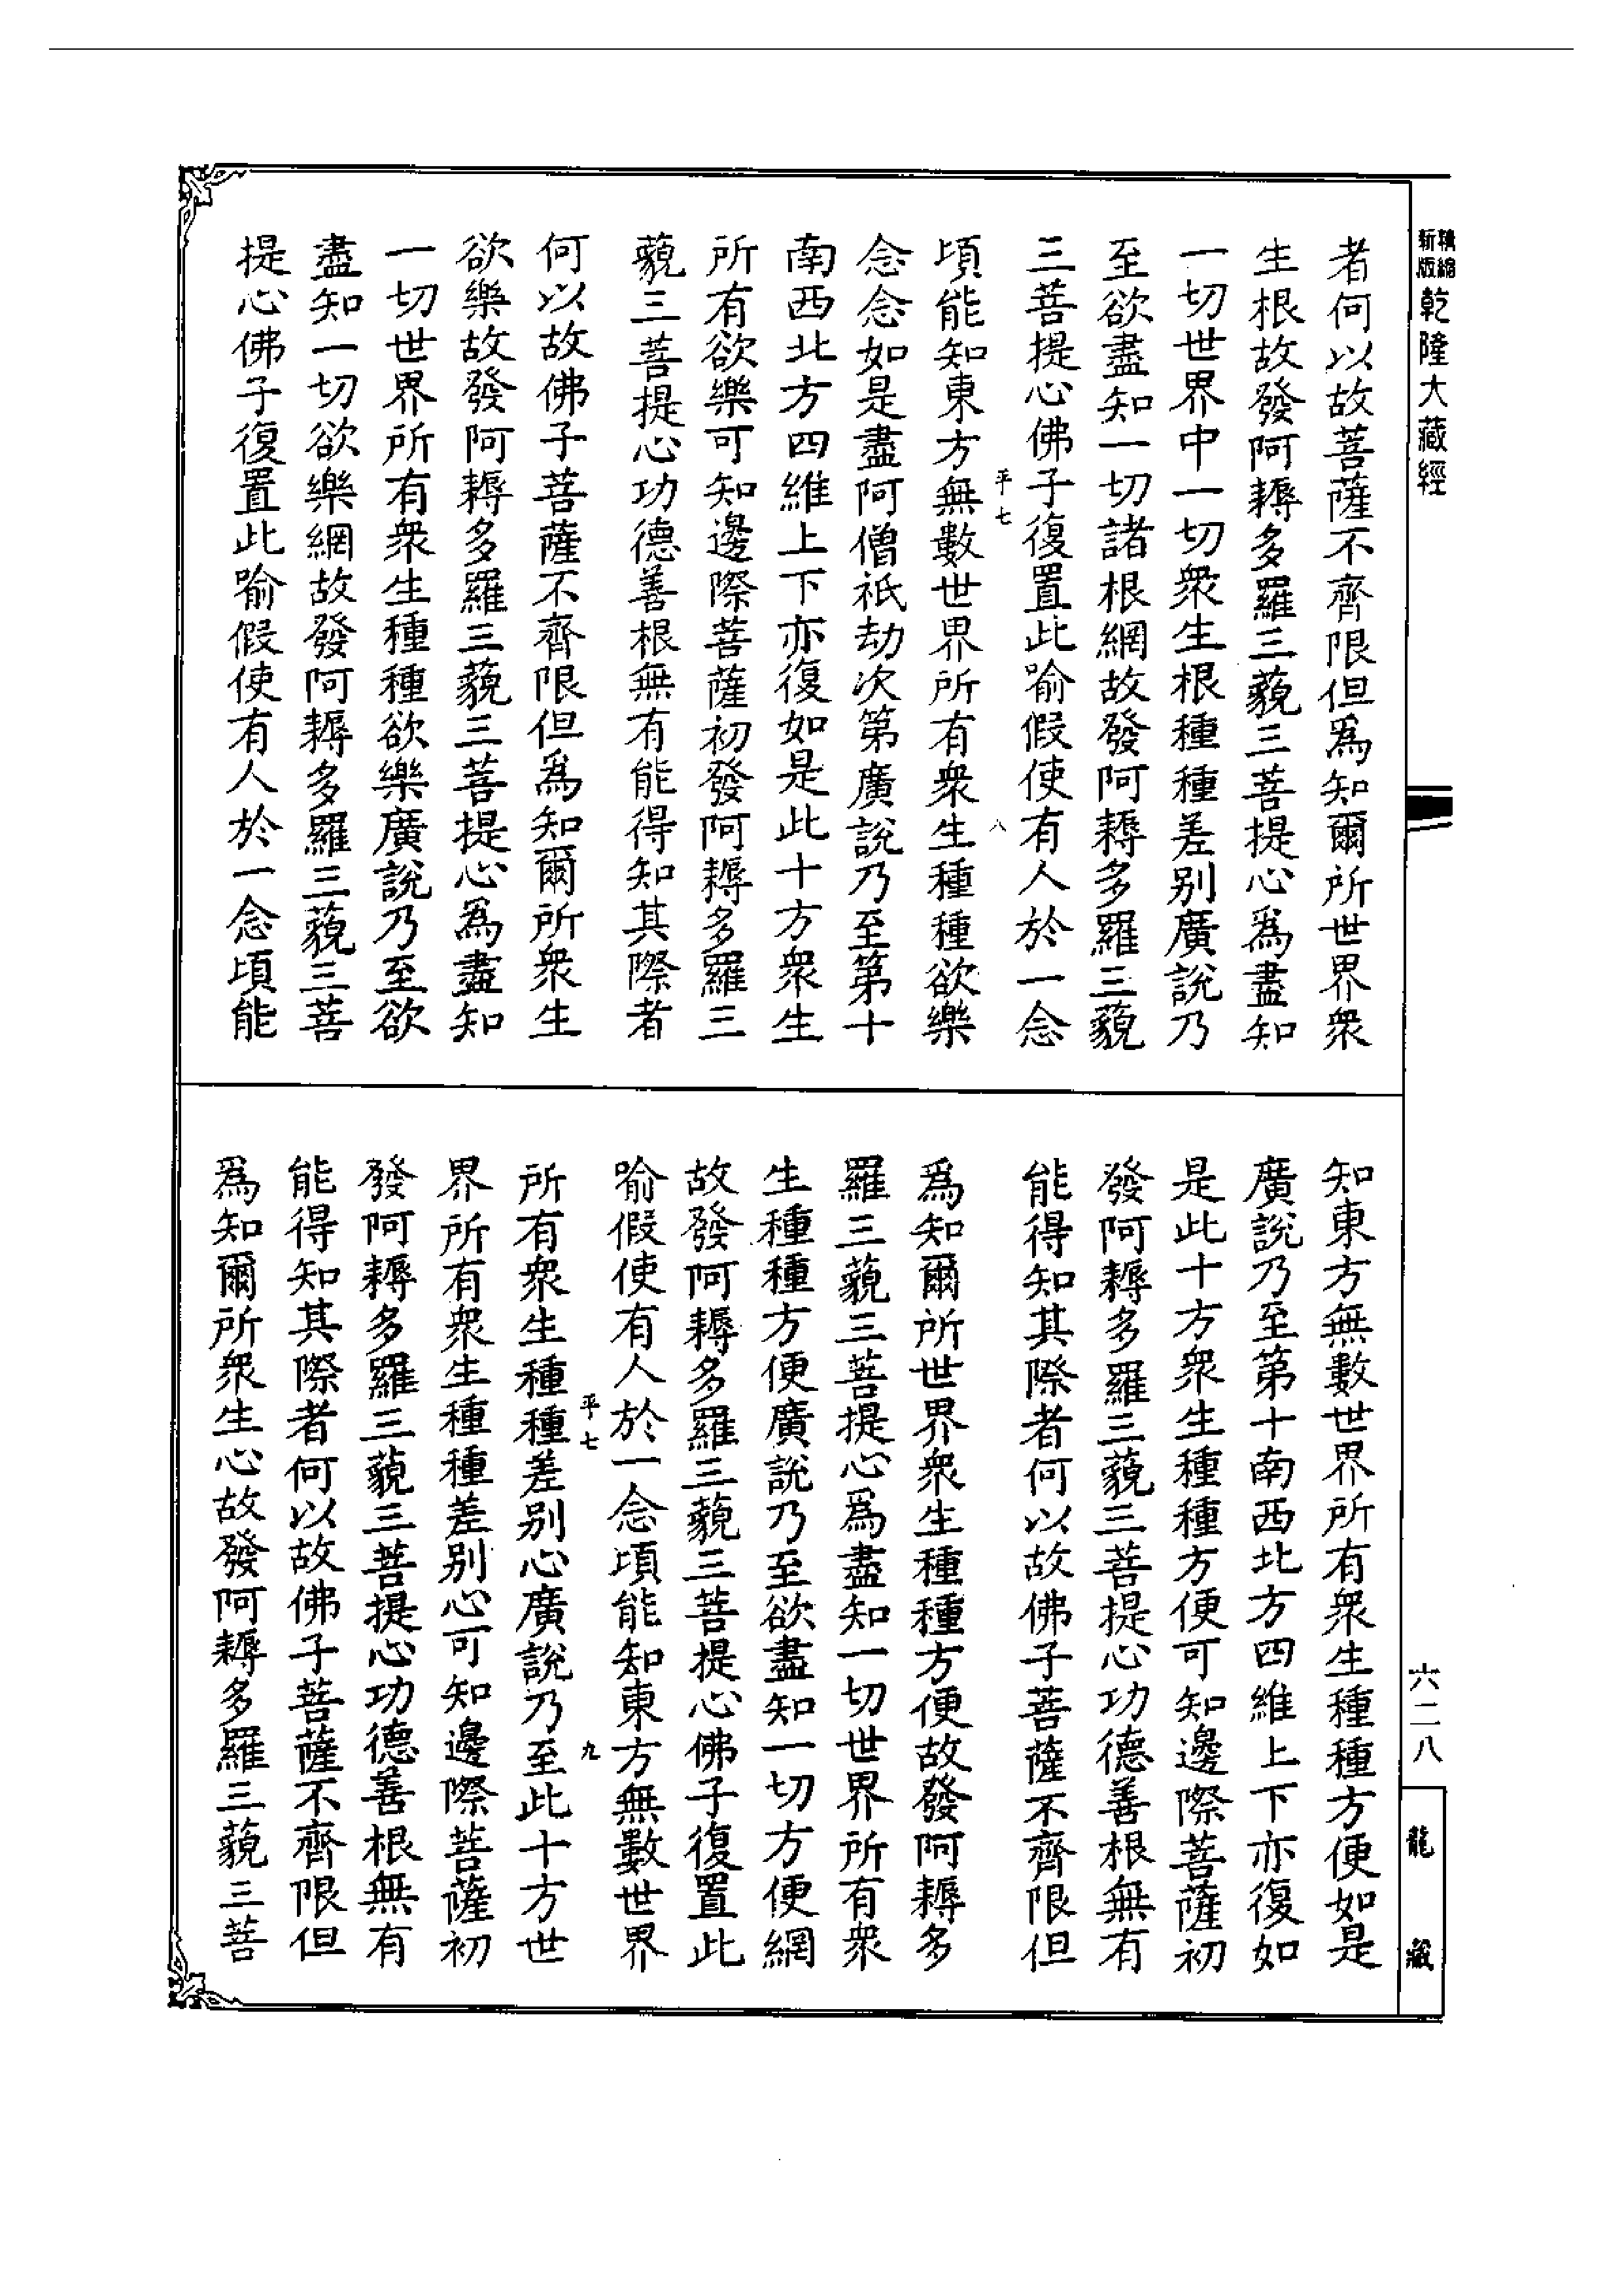 精縮新版乾隆大藏經
者何以故菩薩不齊限但爲知爾所世界衆
生根故發阿耨多羅三藐三菩提心爲盡知
一切世界中一切衆生根種種差别廣說乃
至欲盡知一切諸根網故發阿耨多羅三藐
三菩提心佛子復置此喻假使有人於一念
平七 八
頃能知東方無數世界所有衆生種種欲樂
念念如是盡阿僧祇劫次第廣說乃至第十
南西北方四維上下亦復如是此十方衆生
所有欲樂可知邊際菩薩初發阿耨多羅三
藐三菩提心功德善根無有能得知其際者
何以故佛子菩薩不齊限但爲知爾所衆生
欲樂故發阿耨多羅三藐三菩提心爲盡知
一切世界所有衆生種種欲樂廣說乃至欲
盡知一切欲樂網故發阿耨多羅三藐三菩
提心佛子復置此喻假使有人於一念頃能
知東方無數世界所有衆生種種方便如是
廣說乃至第十南西北方四維上下亦復如
是此十方衆生種種方便可知邊際菩薩初
發阿耨多羅三藐三菩提心功德善根無有
能得知其際者何以故佛子菩薩不齊限但
爲知爾所世界衆生種種方便故發阿耨多
羅三藐三菩提心爲盡知一切世界所有衆
生種種方便廣說乃至欲盡知一切方便網
故發阿耨多羅三藐三菩提心佛子復置此
喻假使有人於一念頃能知東方無數世界
平七 九
所有衆生種種差别心廣說乃至此十方世
界所有衆生種種差别心可知邊際菩薩初
發阿耨多羅三藐三菩提心功德善根無有
能得知其際者何以故佛子菩薩不齊限但
爲知爾所衆生心故發阿耨多羅三藐三菩
六二八
龍藏